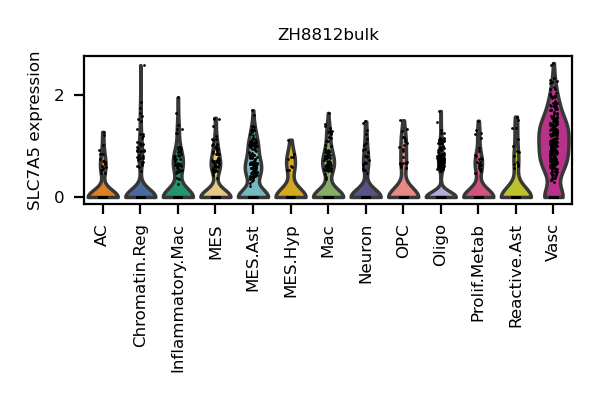 ZH8812bulk
SLC7A5 expression
2
0
AC
Chromatin.Reg
Inflammatory.Mac
MES
MES.Ast
MES.Hyp
Mac
Neuron
OPC
Oligo
Prolif.Metab
Reactive.Ast
Vasc